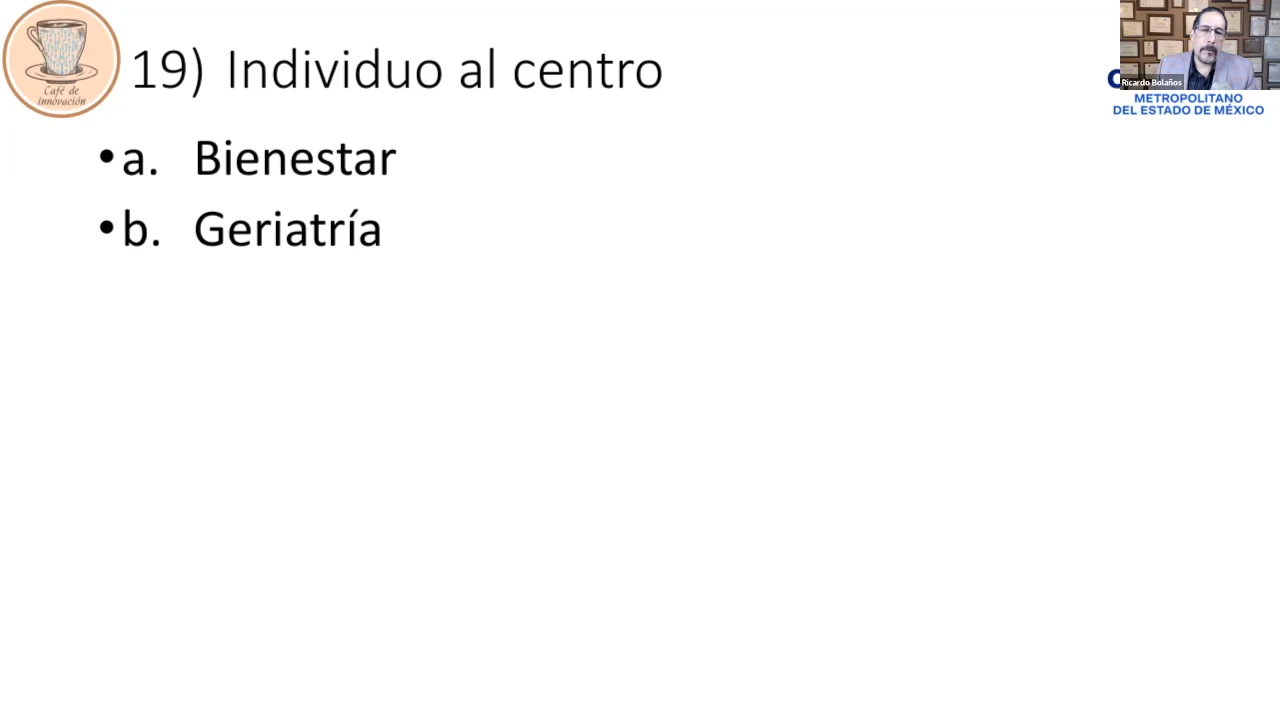 Café de
innovación
19) Individuo al centro
•a. Bienestar
•b. Geriatría
Ricardo Bolaños
METROPOLITANO
DEL ESTADO DE MÉXICO